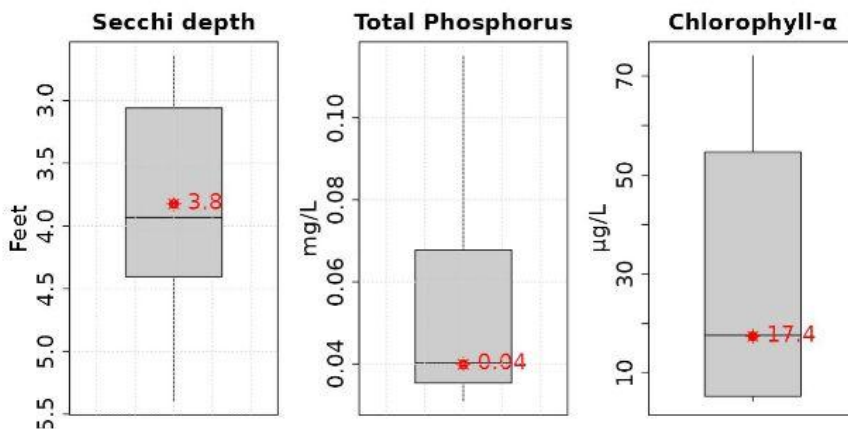 Secchi depth
Total Phosphorus
Chlorophyll-α
Feet
3.0
3.5
4.0
4.5
5.0
5.5
3.8
mg/L
0.10
0.08
0.06
0.04
0.04
µg/L
70
50
30
10
17.4